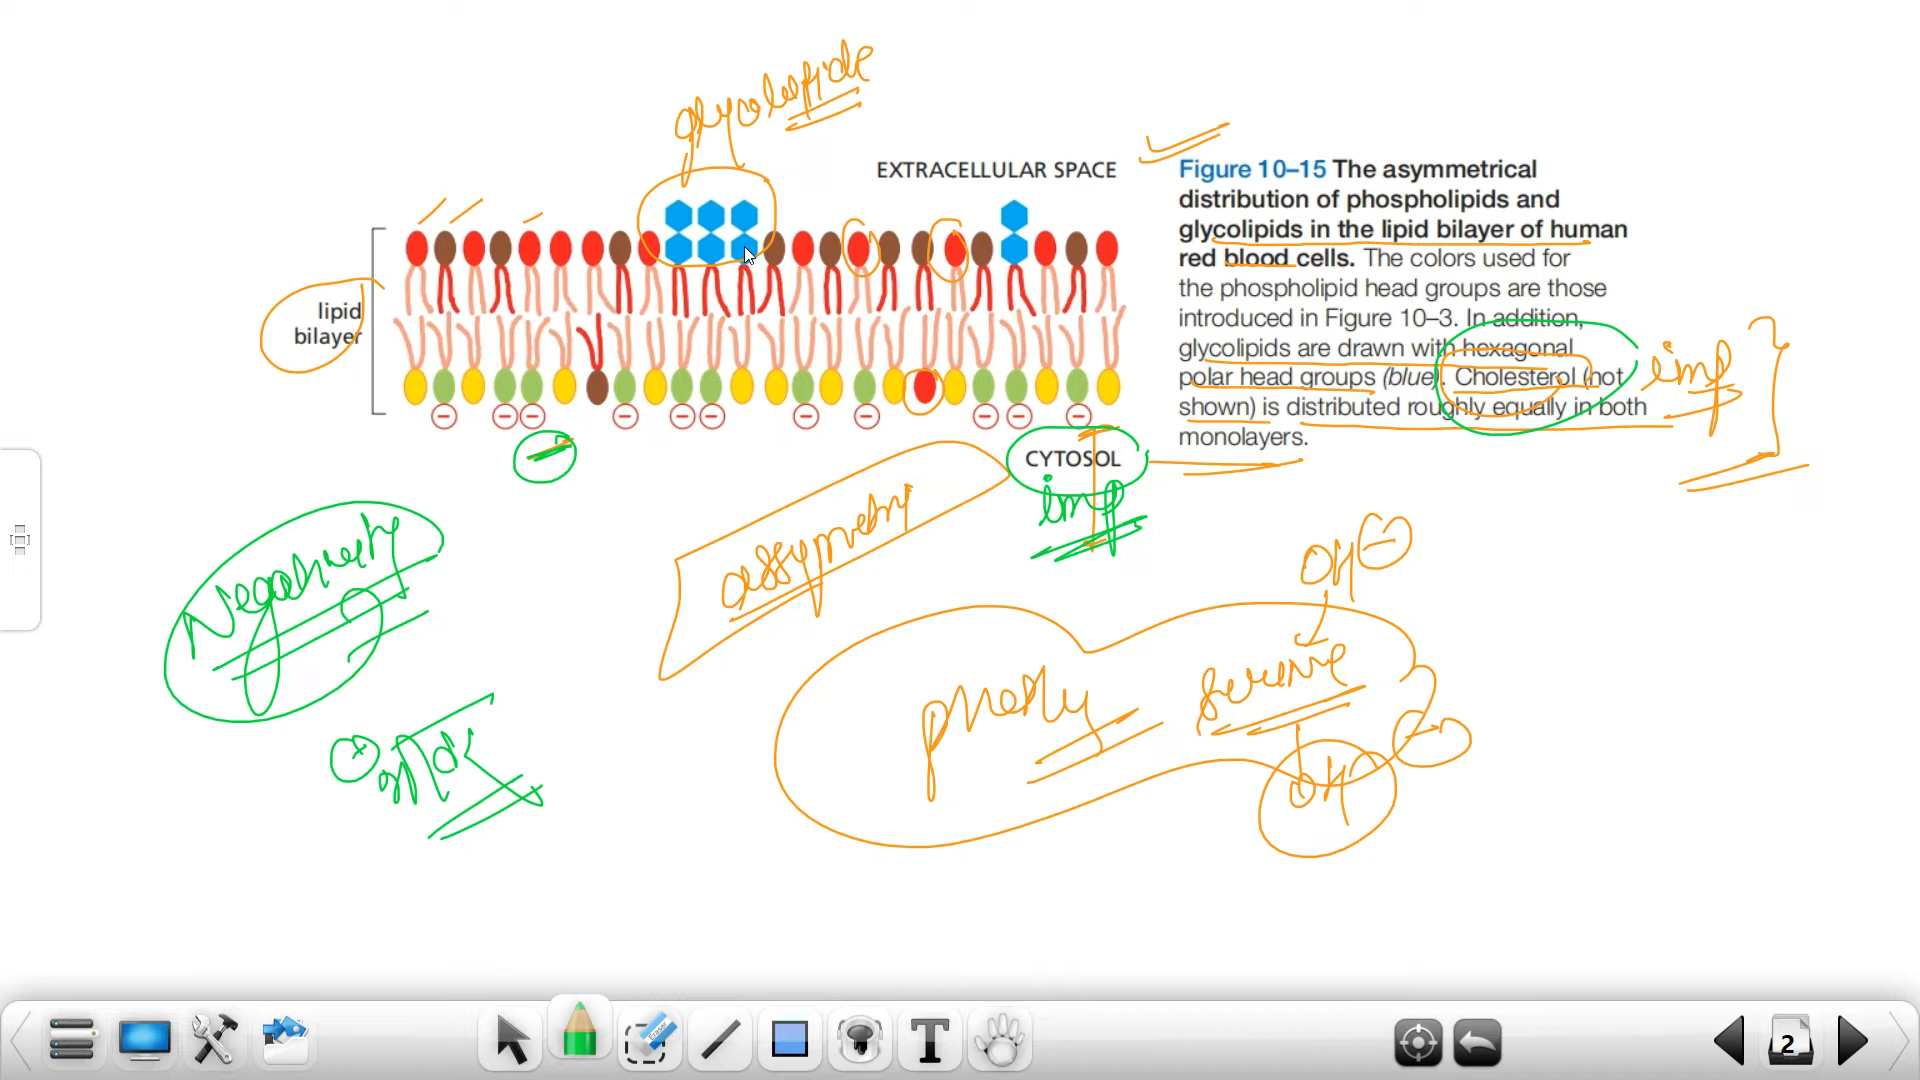 glycolipide
EXTRACELLULAR SPACE
lipid
bilayer
CYTOSOL
Figure 10–15 The asymmetrical
distribution of phospholipids and
glycolipids in the lipid bilayer of human
red blood cells. The colors used for
the phospholipid head groups are those
introduced in Figure 10–3. In addition,
glycolipids are drawn with hexagonal
polar head groups (blue). Cholesterol (not
shown) is distributed roughly equally in both
monolayers.
imp
imp
assymetry
OH
serine
OH
2